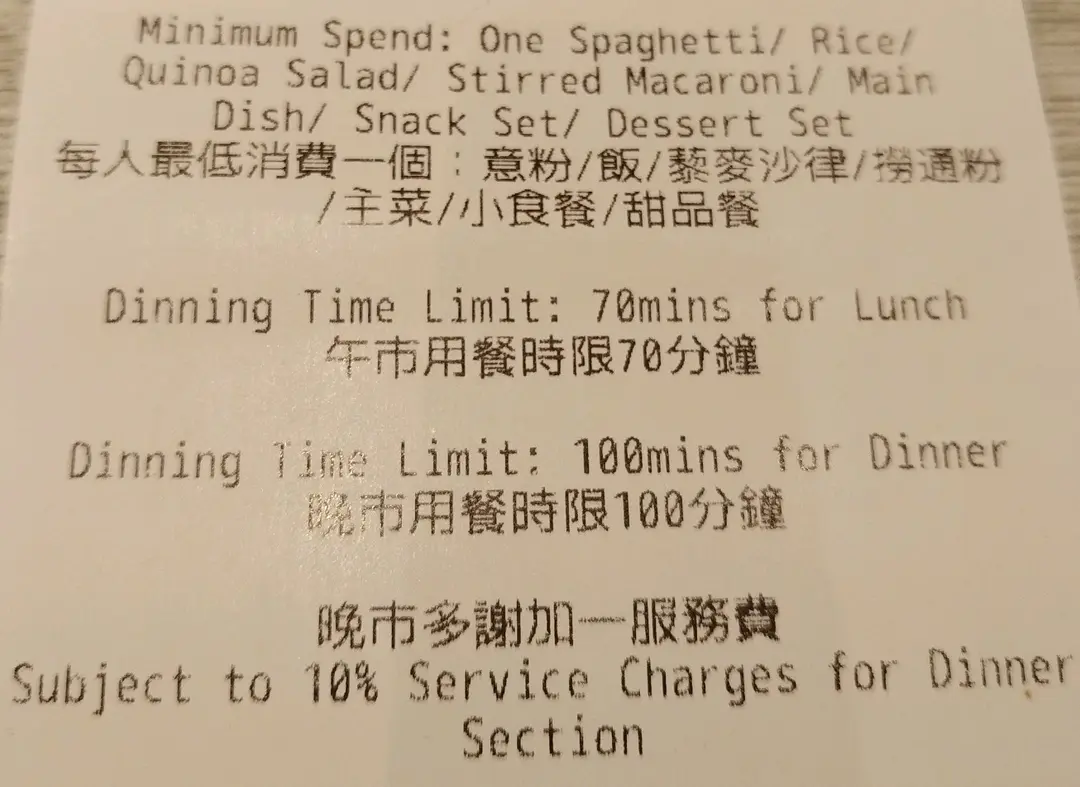 Minimum Spend: One Spaghetti/ Rice/
Quinoa Salad/ Stirred Macaroni/ Main
Dish/ Snack Set/ Dessert Set
每人最低消費一個：意粉/飯/藜麥沙律/撈通粉
/主菜/小食餐/甜品餐
Dinning Time Limit: 70mins for Lunch
午市用餐時限70分鐘
Dinning Time Limit: 100mins for Dinner
晚市用餐時限100分鐘
晚市多謝加一服務費
Subject to 10% Service Charges for Dinner
Section